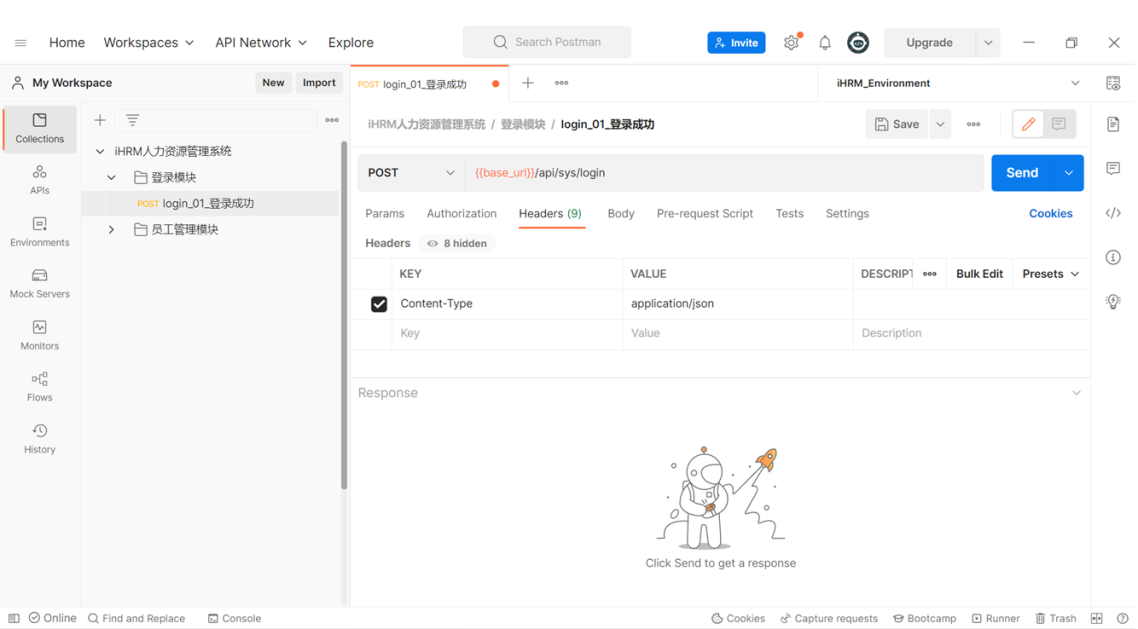 Home Workspaces API Network Explore Search Postman Invite Upgrade
My Workspace New Import POST login_01_登录成功 iHRM_Environment
Collections
APIs
Environments
Mock Servers
Monitors
Flows
History
iHRM人力资源管理系统
登录模块
POST login_01_登录成功
员工管理模块
iHRM人力资源管理系统 / 登录模块 / login_01_登录成功 Save
POST {{base_url}}/api/sys/login Send
Params Authorization Headers (9) Body Pre-request Script Tests Settings Cookies
Headers 8 hidden
KEY VALUE DESCRIPT Bulk Edit Presets
Content-Type application/json
Key Value Description
Response
Click Send to get a response
Online Find and Replace Console Cookies Capture requests Bootcamp Runner Trash